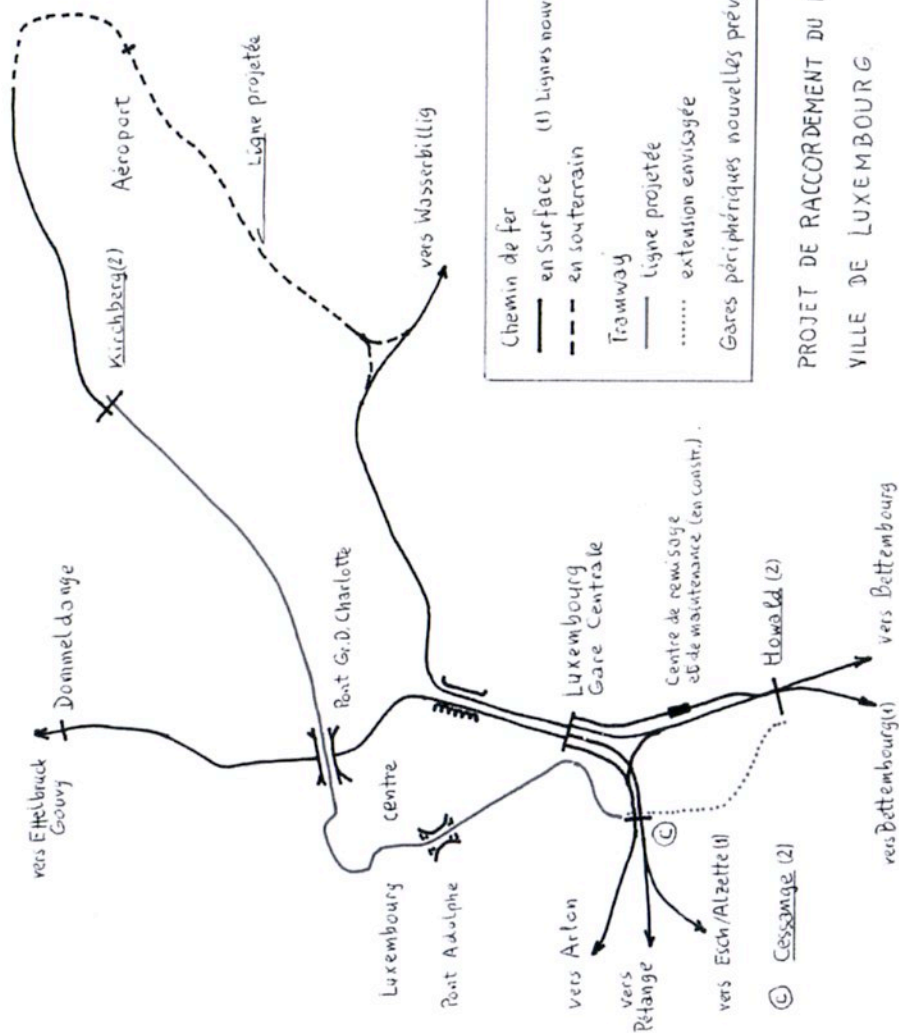 vers Ettelbruck
Gouvy
Dommeldange
Kirchberg (2)
Aéroport
Ligne projetée
Pont Gr.D. Charlotte
vers Wasserbillig
centre
Luxembourg
Pont Adolphe
Luxembourg
Gare Centrale
Centre de remisage
et de maintenance (en constr.).
Howald (2)
vers Arlon
vers
Pétange
vers Esch/Alzette (1)
C
C Cessange (2)
vers Bettembourg (1)
vers Bettembourg
Chemin de fer
en Surface (1) Lignes nouv
en souterrain
Tramway
ligne projetée
extension envisagée
Gares périphériques nouvelles prév
PROJET DE RACCORDEMENT DU
VILLE DE LUXEMBOURG.